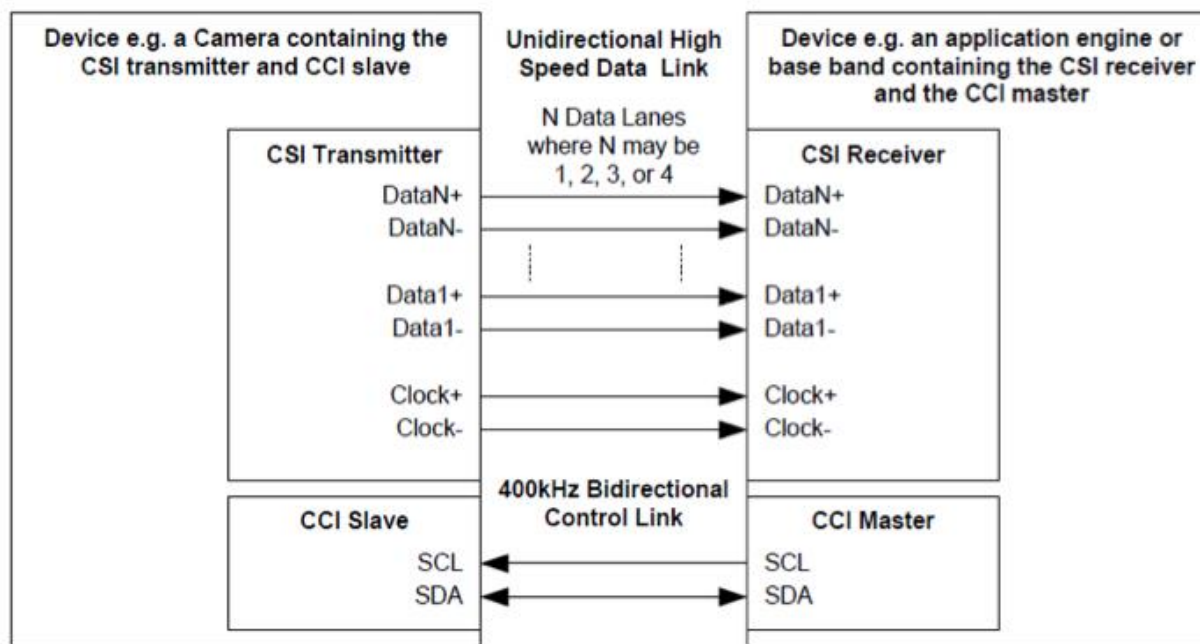 Device e.g. a Camera containing the
CSI transmitter and CCI slave
Unidirectional High
Speed Data Link
N Data Lanes
where N may be
1, 2, 3, or 4
Device e.g. an application engine or
base band containing the CSI receiver
and the CCI master
CSI Transmitter
CSI Receiver
DataN+
DataN+
DataN-
DataN-
Data1+
Data1+
Data1-
Data1-
Clock+
Clock+
Clock-
Clock-
400kHz Bidirectional
Control Link
CCI Slave
CCI Master
SCL
SCL
SDA
SDA